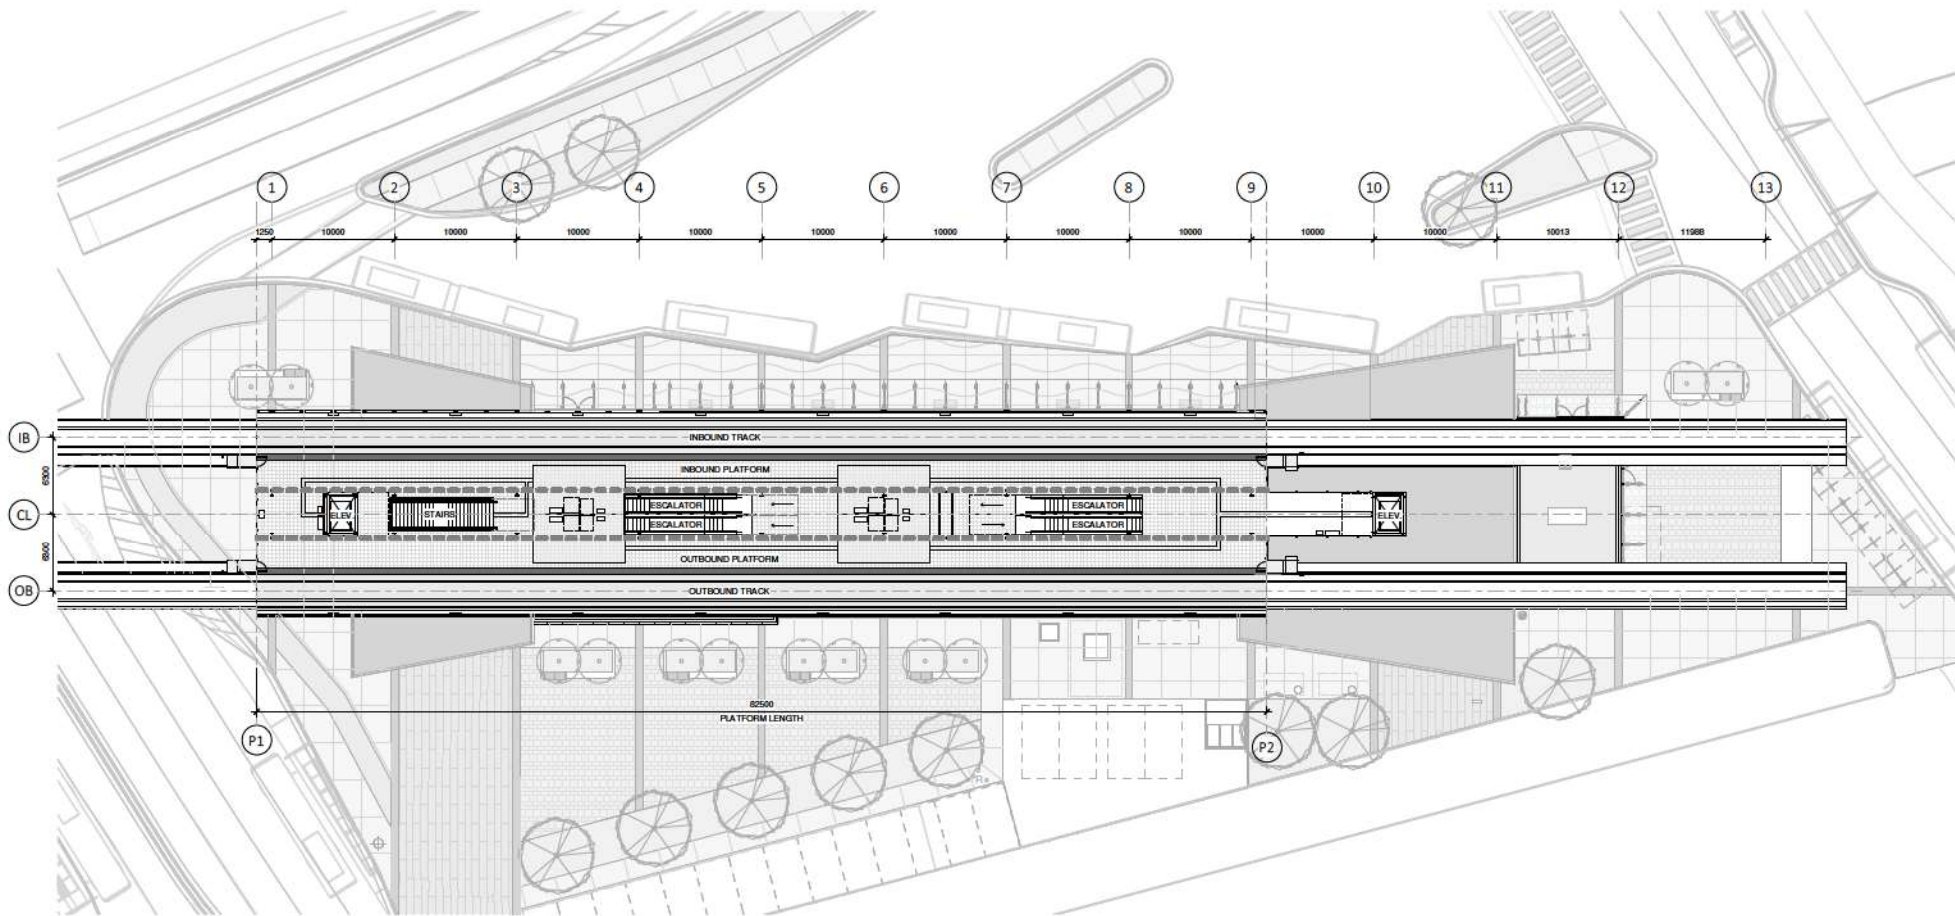 1 2 3 4 5 6 7 8 9 10 11 12 13
1250 10000 10000 10000 10000 10000 10000 10000 10000 10000 10000 10013 11988
IB
INBOUND TRACK
INBOUND PLATFORM
CL
ELEV.
STAIRS
ESCALATOR
ESCALATOR
ESCALATOR
ESCALATOR
ELEV.
OUTBOUND PLATFORM
OB
OUTBOUND TRACK
82500
PLATFORM LENGTH
P1
P2